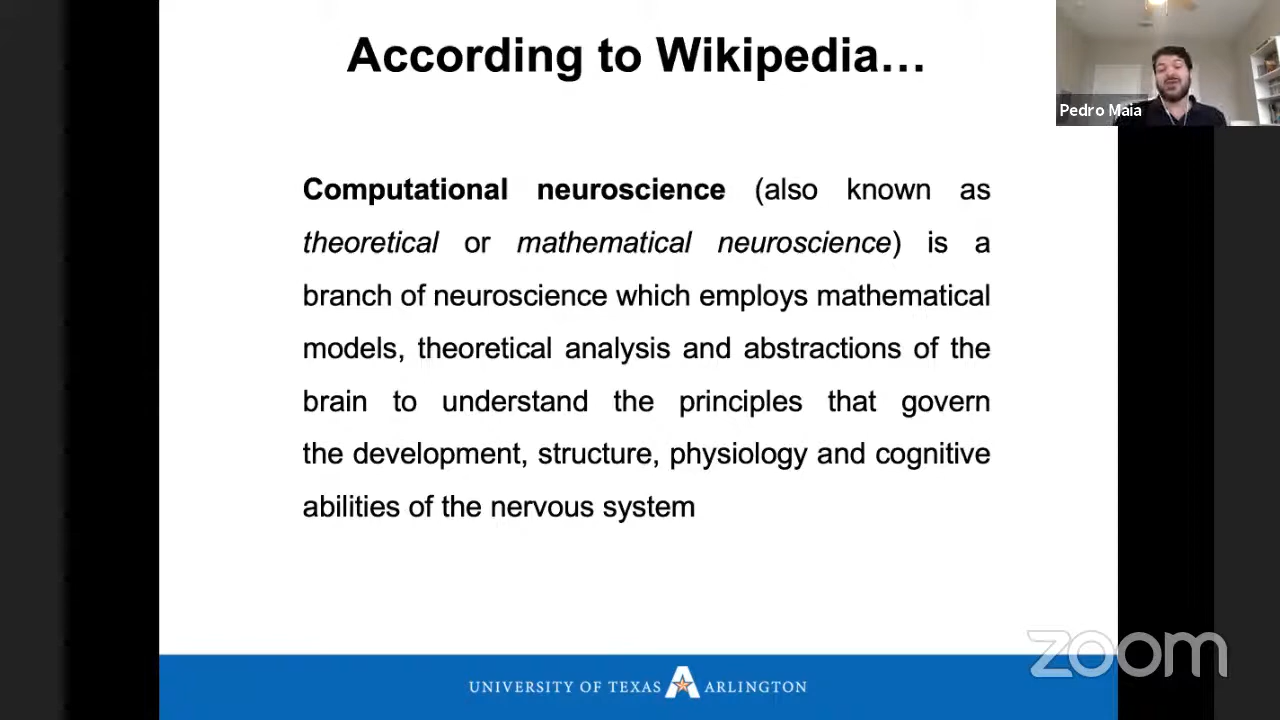 According to Wikipedia…
Pedro Maia
Computational neuroscience (also known as
theoretical or mathematical neuroscience) is a
branch of neuroscience which employs mathematical
models, theoretical analysis and abstractions of the
brain to understand the principles that govern
the development, structure, physiology and cognitive
abilities of the nervous system
zoom
UNIVERSITY OF TEXAS A ARLINGTON